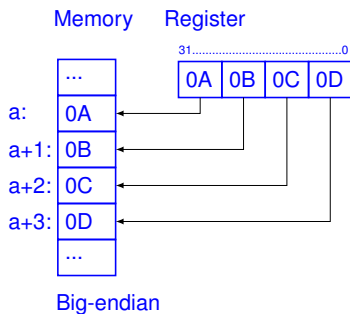 Memory Register
31......................................0
0A 0B 0C 0D
...
a: 0A
a+1: 0B
a+2: 0C
a+3: 0D
...
Big-endian